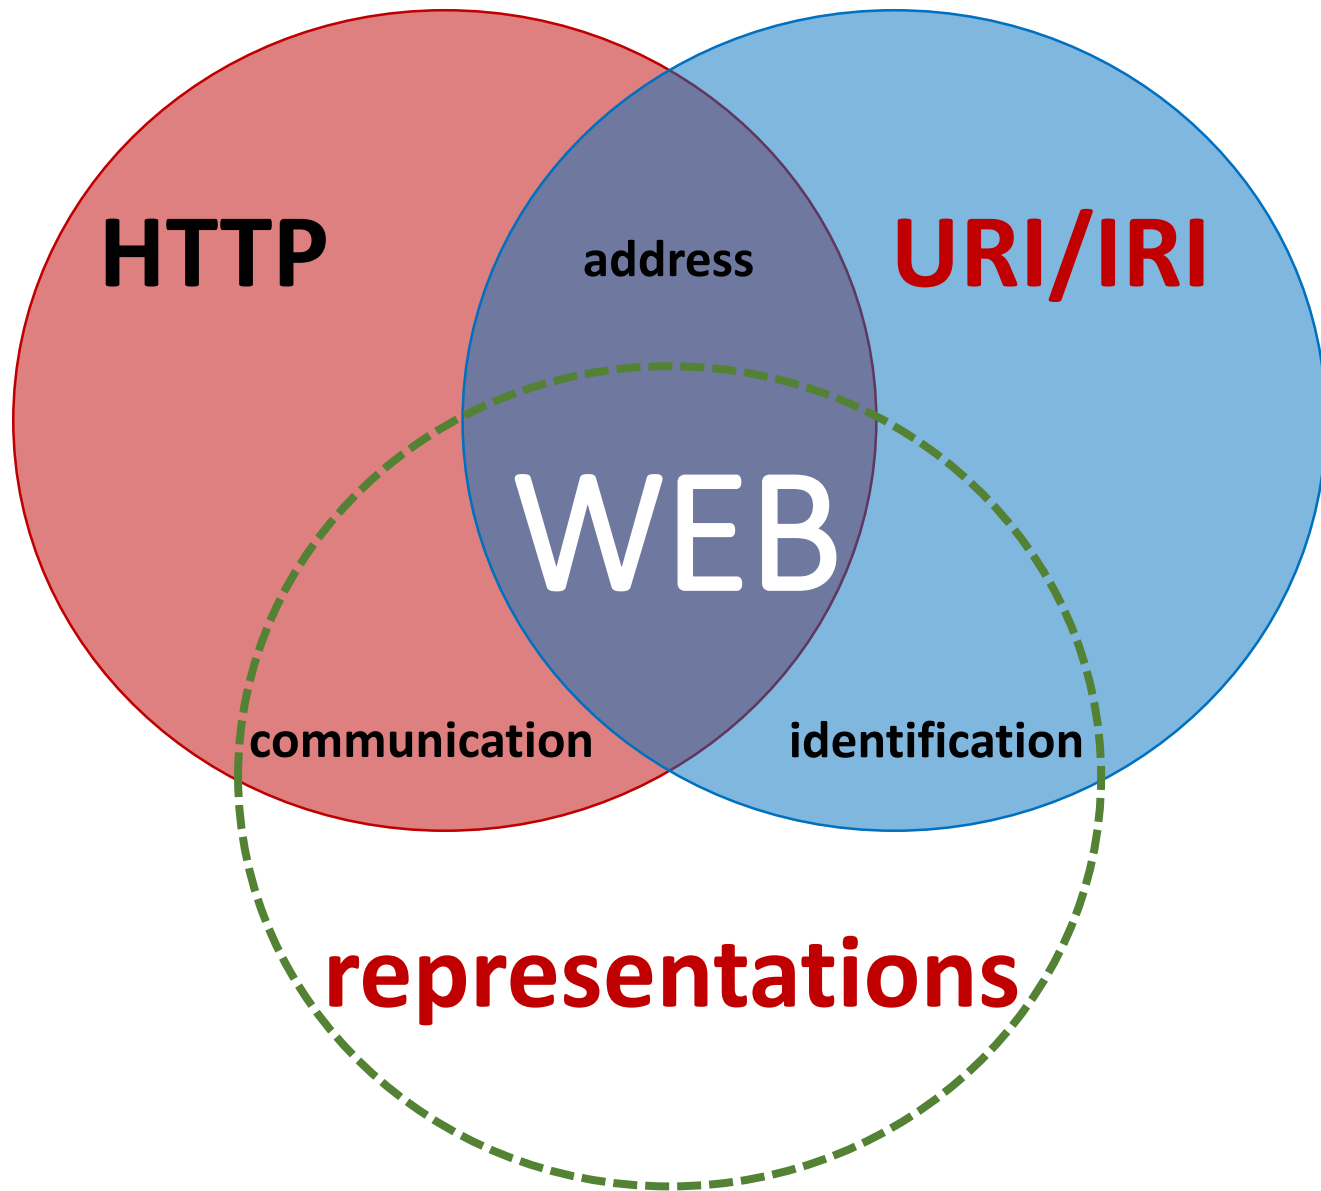 HTTP
address
URI/IRI
WEB
communication
identification
representations